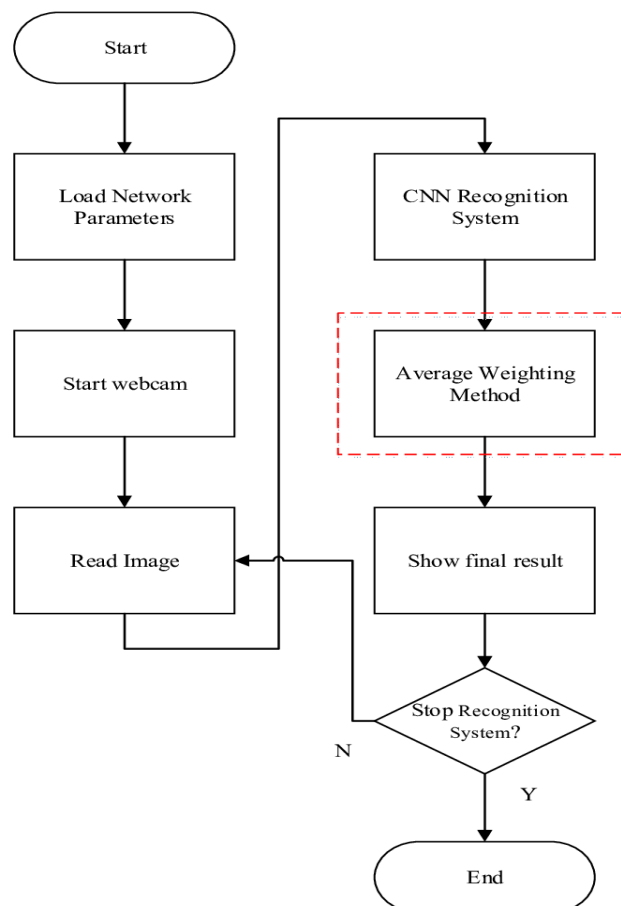 Start
Load Network
Parameters
Start webcam
Read Image
CNN Recognition
System
Average Weighting
Method
Show final result
Stop Recognition
System?
N
Y
End